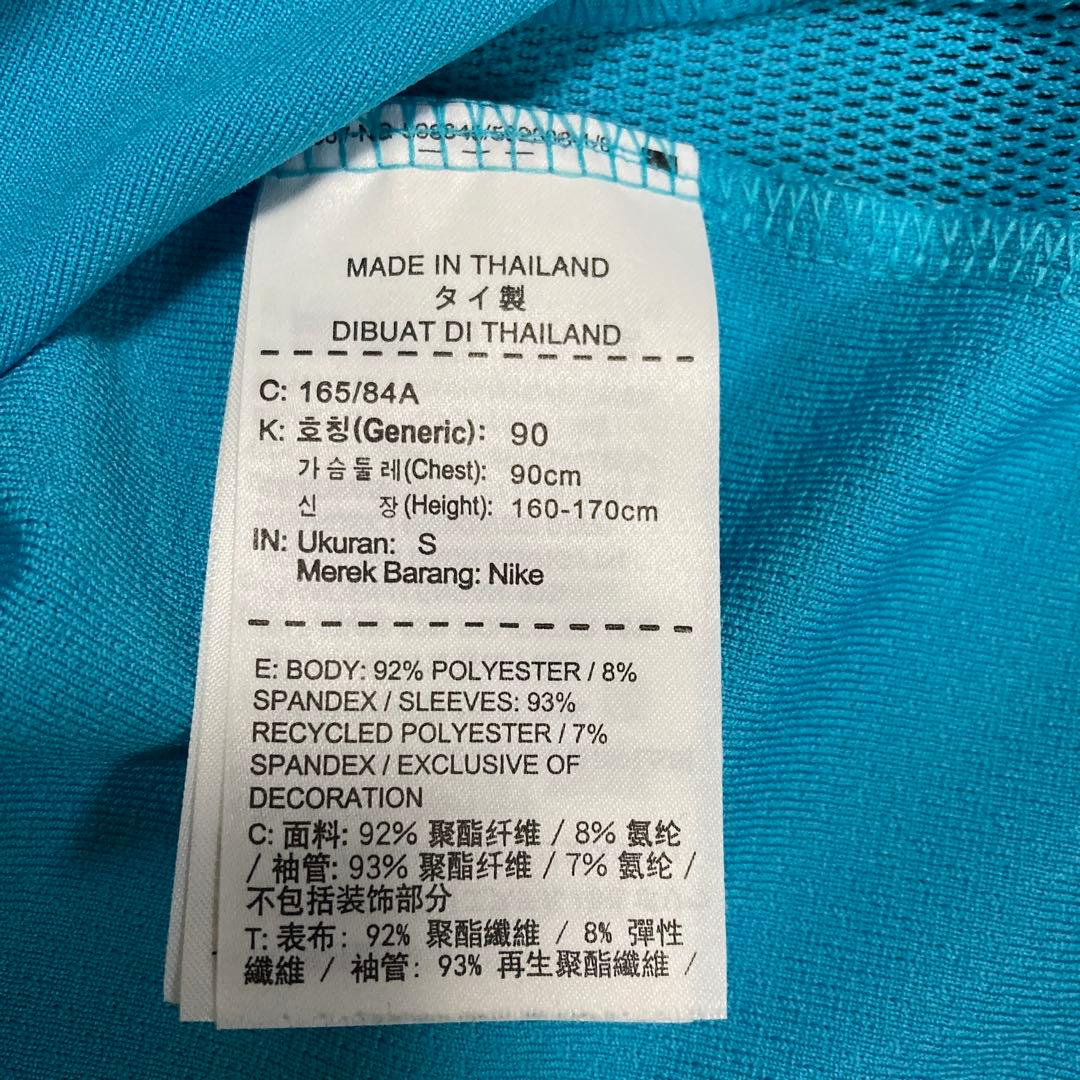 MADE IN THAILAND
タイ製
DIBUAT DI THAILAND
C: 165/84A
K: 호칭(Generic): 90
가슴둘레(Chest): 90cm
신 장(Height): 160-170cm
IN: Ukuran: S
Merek Barang: Nike
E: BODY: 92% POLYESTER / 8%
SPANDEX / SLEEVES: 93%
RECYCLED POLYESTER / 7%
SPANDEX / EXCLUSIVE OF
DECORATION
C: 面料: 92% 聚酯纤维 / 8% 氨纶
/ 袖管: 93% 聚酯纤维 / 7% 氨纶 /
不包括装饰部分
T: 表布: 92% 聚酯纖維 / 8% 彈性
纖維 / 袖管: 93% 再生聚酯纖維 /